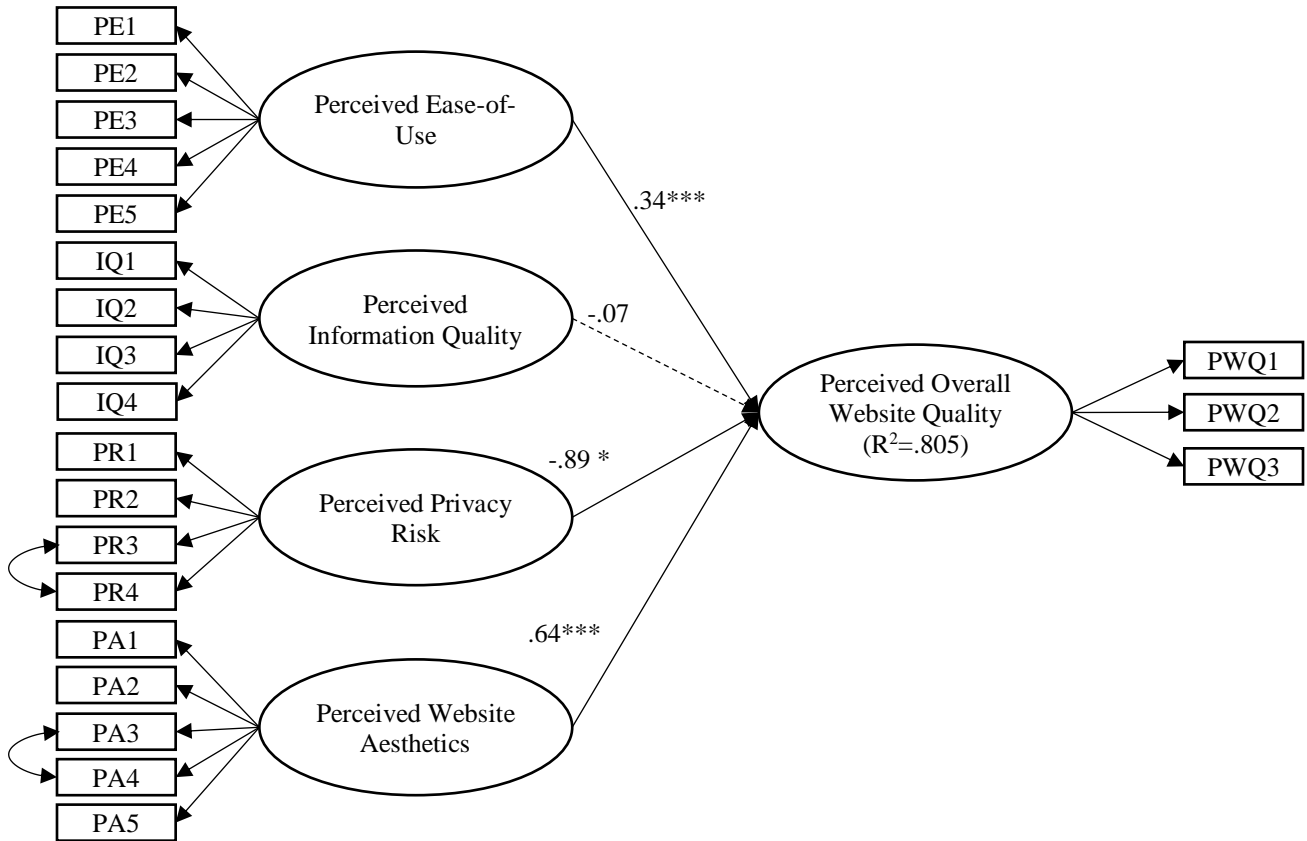 PE1
PE2
PE3
PE4
PE5
IQ1
IQ2
IQ3
IQ4
PR1
PR2
PR3
PR4
PA1
PA2
PA3
PA4
PA5
Perceived Ease-of-
Use
Perceived
Information Quality
Perceived Privacy
Risk
Perceived Website
Aesthetics
.34***
-.07
-.89 *
.64***
Perceived Overall
Website Quality
(R²=.805)
PWQ1
PWQ2
PWQ3